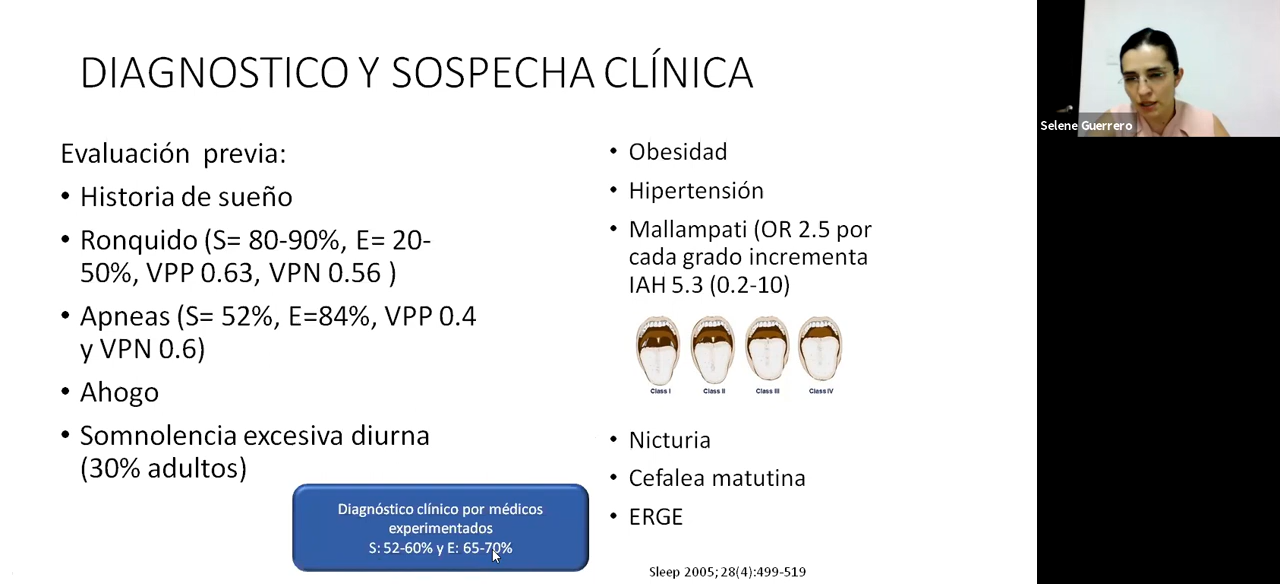 DIAGNOSTICO Y SOSPECHA CLÍNICA
Evaluación previa:
• Historia de sueño
• Ronquido (S= 80-90%, E= 20-
50%, VPP 0.63, VPN 0.56 )
• Apneas (S= 52%, E=84%, VPP 0.4
y VPN 0.6)
• Ahogo
• Somnolencia excesiva diurna
(30% adultos)
Diagnóstico clínico por médicos
experimentados
S: 52-60% y E: 65-70%
• Obesidad
• Hipertensión
• Mallampati (OR 2.5 por
cada grado incrementa
IAH 5.3 (0.2-10)
Class I Class II Class III Class IV
• Nicturia
• Cefalea matutina
• ERGE
Sleep 2005; 28(4):499-519
Selene Guerrero